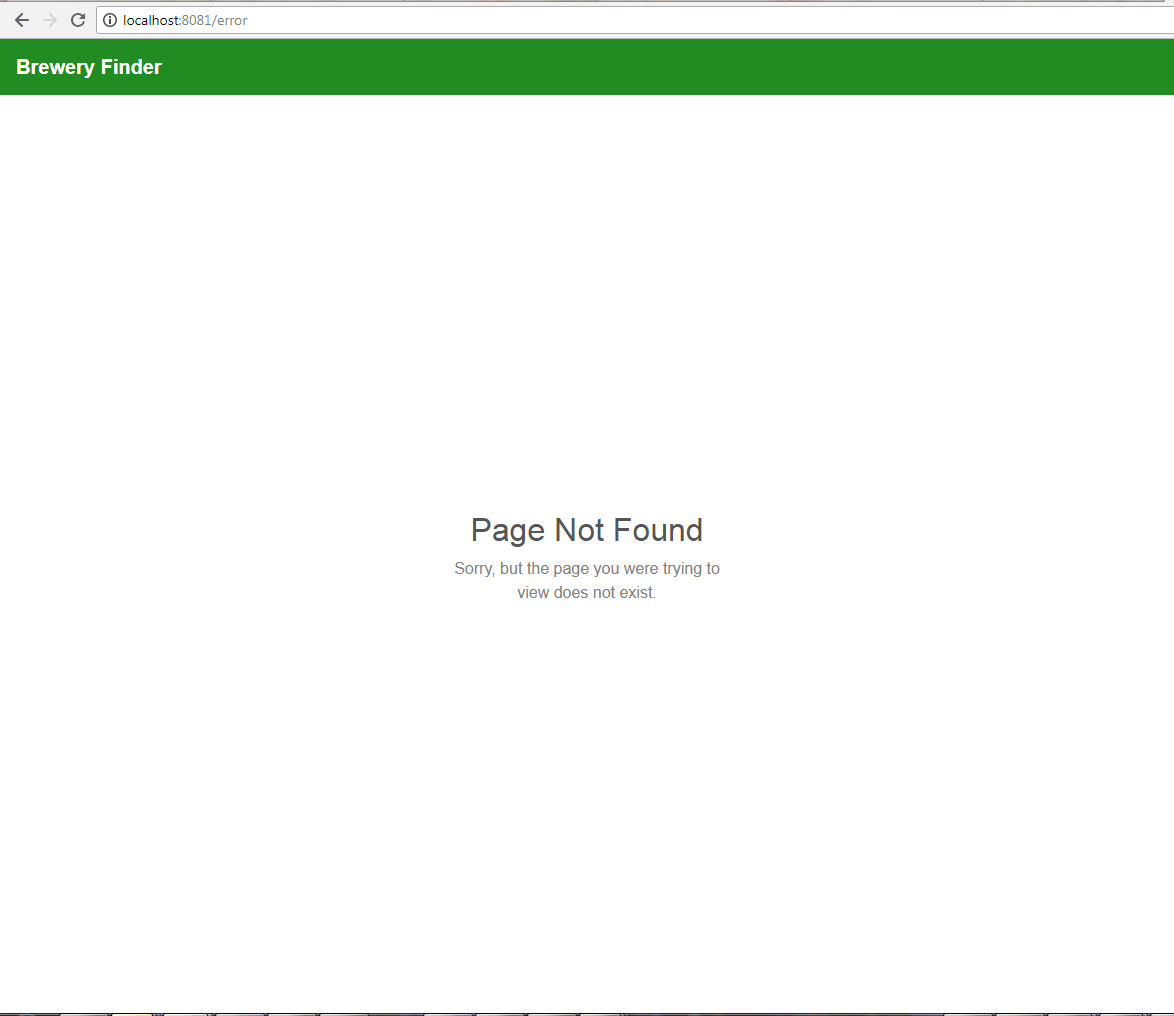 localhost:8081/error
Brewery Finder
Page Not Found
Sorry, but the page you were trying to
view does not exist.